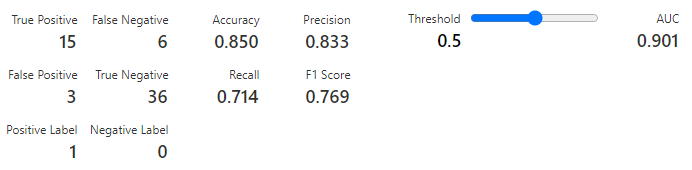 True Positive False Negative Accuracy Precision Threshold AUC
15 6 0.850 0.833 0.5 0.901
False Positive True Negative Recall F1 Score
3 36 0.714 0.769
Positive Label Negative Label
1 0